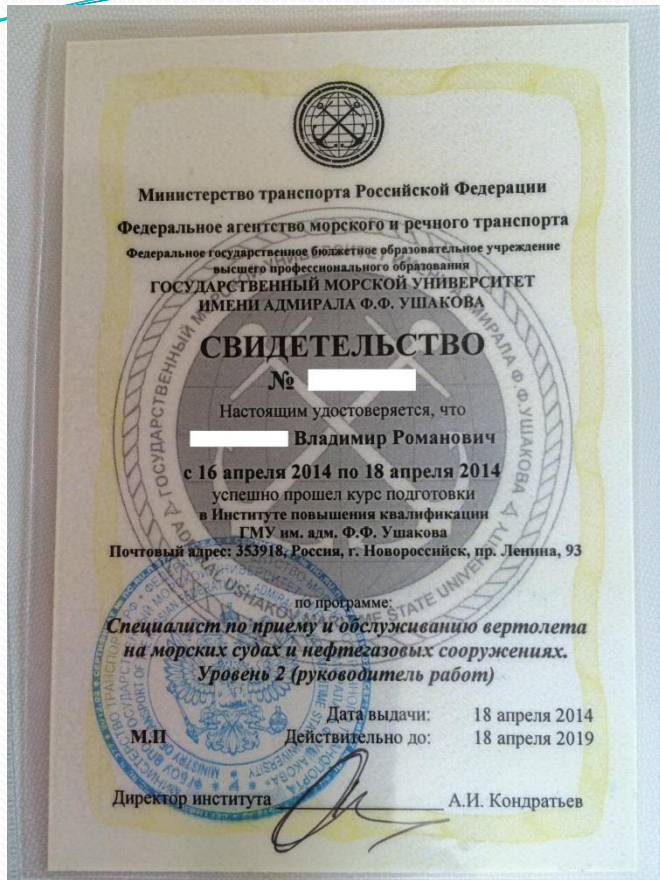 Министерство транспорта Российской Федерации
Федеральное агентство морского и речного транспорта
Федеральное государственное бюджетное образовательное учреждение
высшего профессионального образования
ГОСУДАРСТВЕННЫЙ МОРСКОЙ УНИВЕРСИТЕТ
ИМЕНИ АДМИРАЛА Ф.Ф. УШАКОВА
СВИДЕТЕЛЬСТВО
№
Настоящим удостоверяется, что
Владимир Романович
с 16 апреля 2014 по 18 апреля 2014
успешно прошел курс подготовки
в Институте повышения квалификации
ГМУ им. адм. Ф.Ф. Ушакова
Почтовый адрес: 353918, Россия, г. Новороссийск, пр. Ленина, 93
по программе:
Специалист по приему и обслуживанию вертолета
на морских судах и нефтегазовых сооружениях.
Уровень 2 (руководитель работ)
Дата выдачи: 18 апреля 2014
М.П Действительно до: 18 апреля 2019
Директор института А.И. Кондратьев